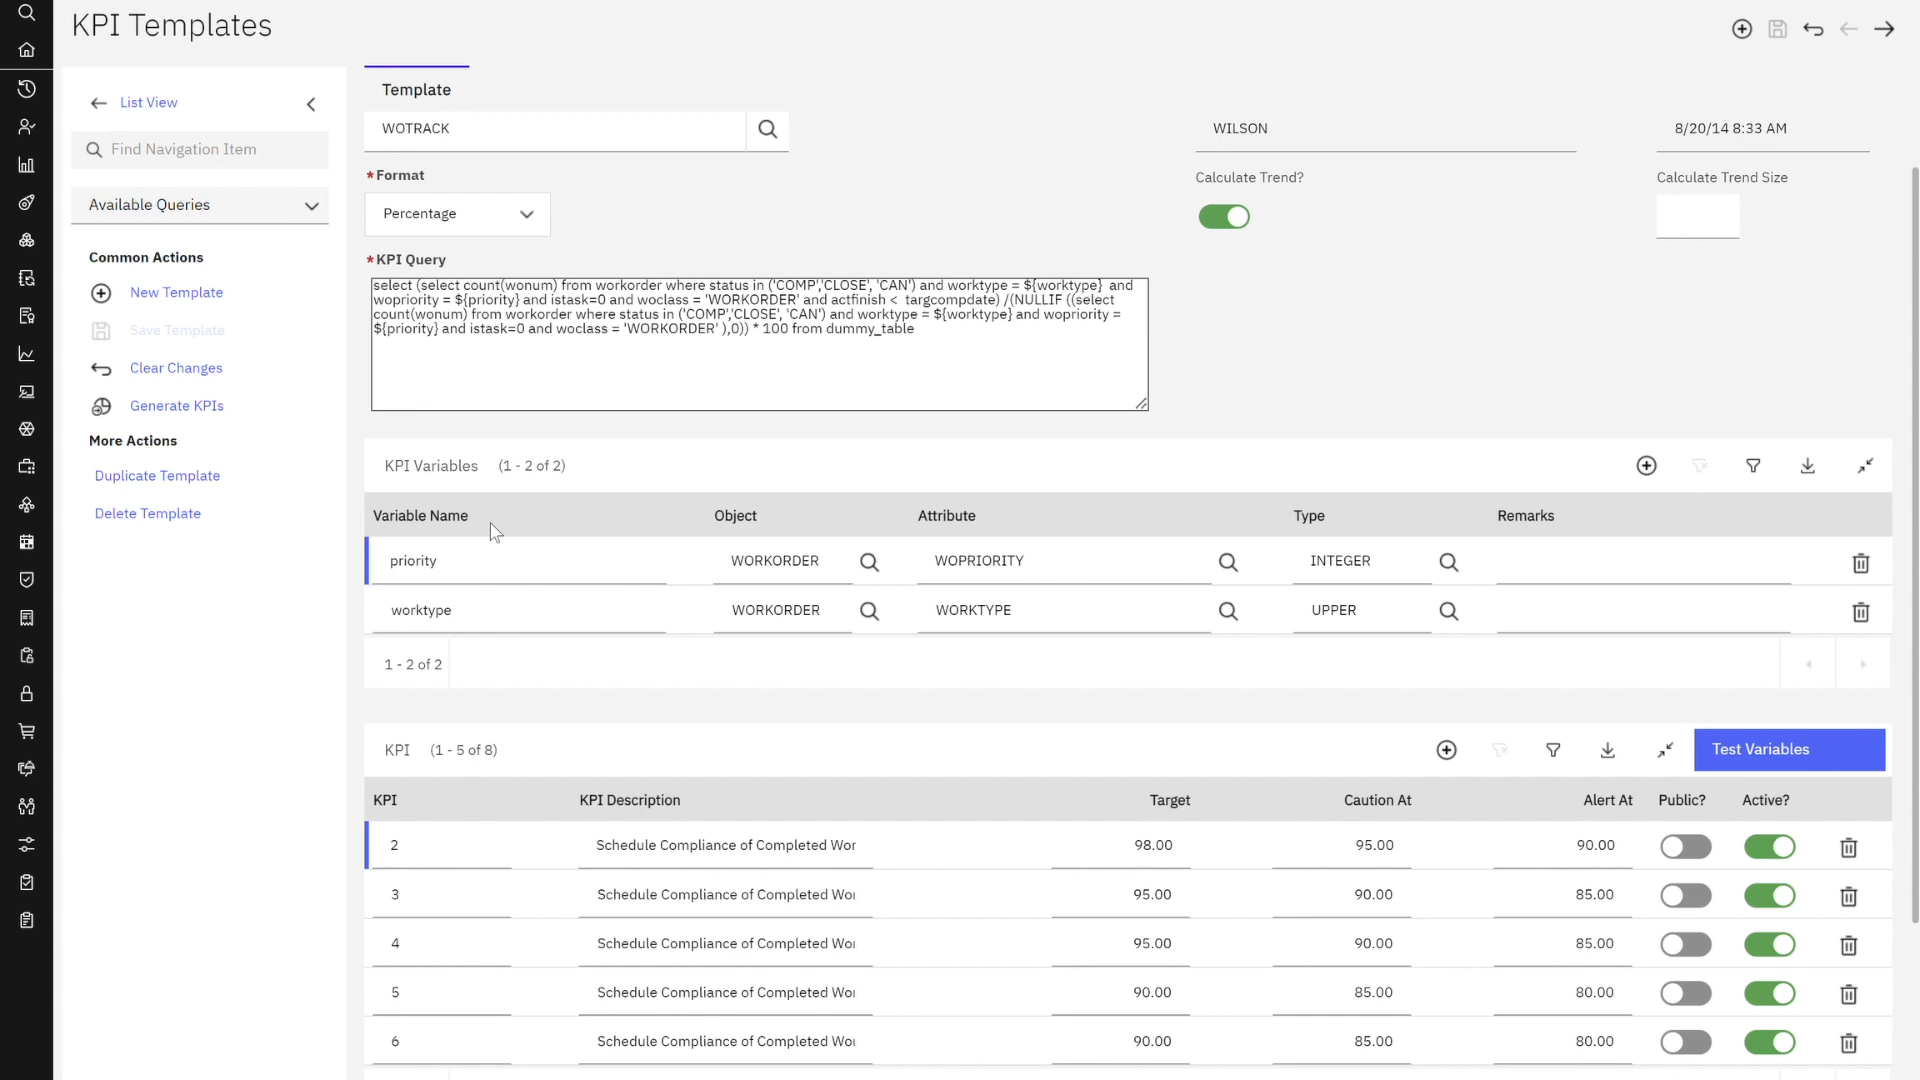 KPI Templates
List View
Find Navigation Item
Available Queries
Common Actions
New Template
Save Template
Clear Changes
Generate KPIs
More Actions
Duplicate Template
Delete Template
Template
WOTRACK
WILSON
8/20/14 8:33 AM
*Format
Calculate Trend?
Calculate Trend Size
Percentage
*KPI Query
select (select count(wonum) from workorder where status in ('COMP','CLOSE', 'CAN') and worktype = ${worktype} and
wopriority = ${priority} and istask=0 and woclass = 'WORKORDER' and actfinish < targcompdate) /(NULLIF ((select
count(wonum) from workorder where status in ('COMP','CLOSE', 'CAN') and worktype = ${worktype} and wopriority =
${priority} and istask=0 and woclass = 'WORKORDER' ),0)) * 100 from dummy_table
KPI Variables (1 - 2 of 2)
Variable Name Object Attribute Type Remarks
priority WORKORDER WOPRIORITY INTEGER
worktype WORKORDER WORKTYPE UPPER
1 - 2 of 2
KPI (1 - 5 of 8) Test Variables
KPI KPI Description Target Caution At Alert At Public? Active?
2 Schedule Compliance of Completed Wor 98.00 95.00 90.00
3 Schedule Compliance of Completed Wo 95.00 90.00 85.00
4 Schedule Compliance of Completed Wo 95.00 90.00 85.00
5 Schedule Compliance of Completed Wo 90.00 85.00 80.00
6 Schedule Compliance of Completed Wo 90.00 85.00 80.00